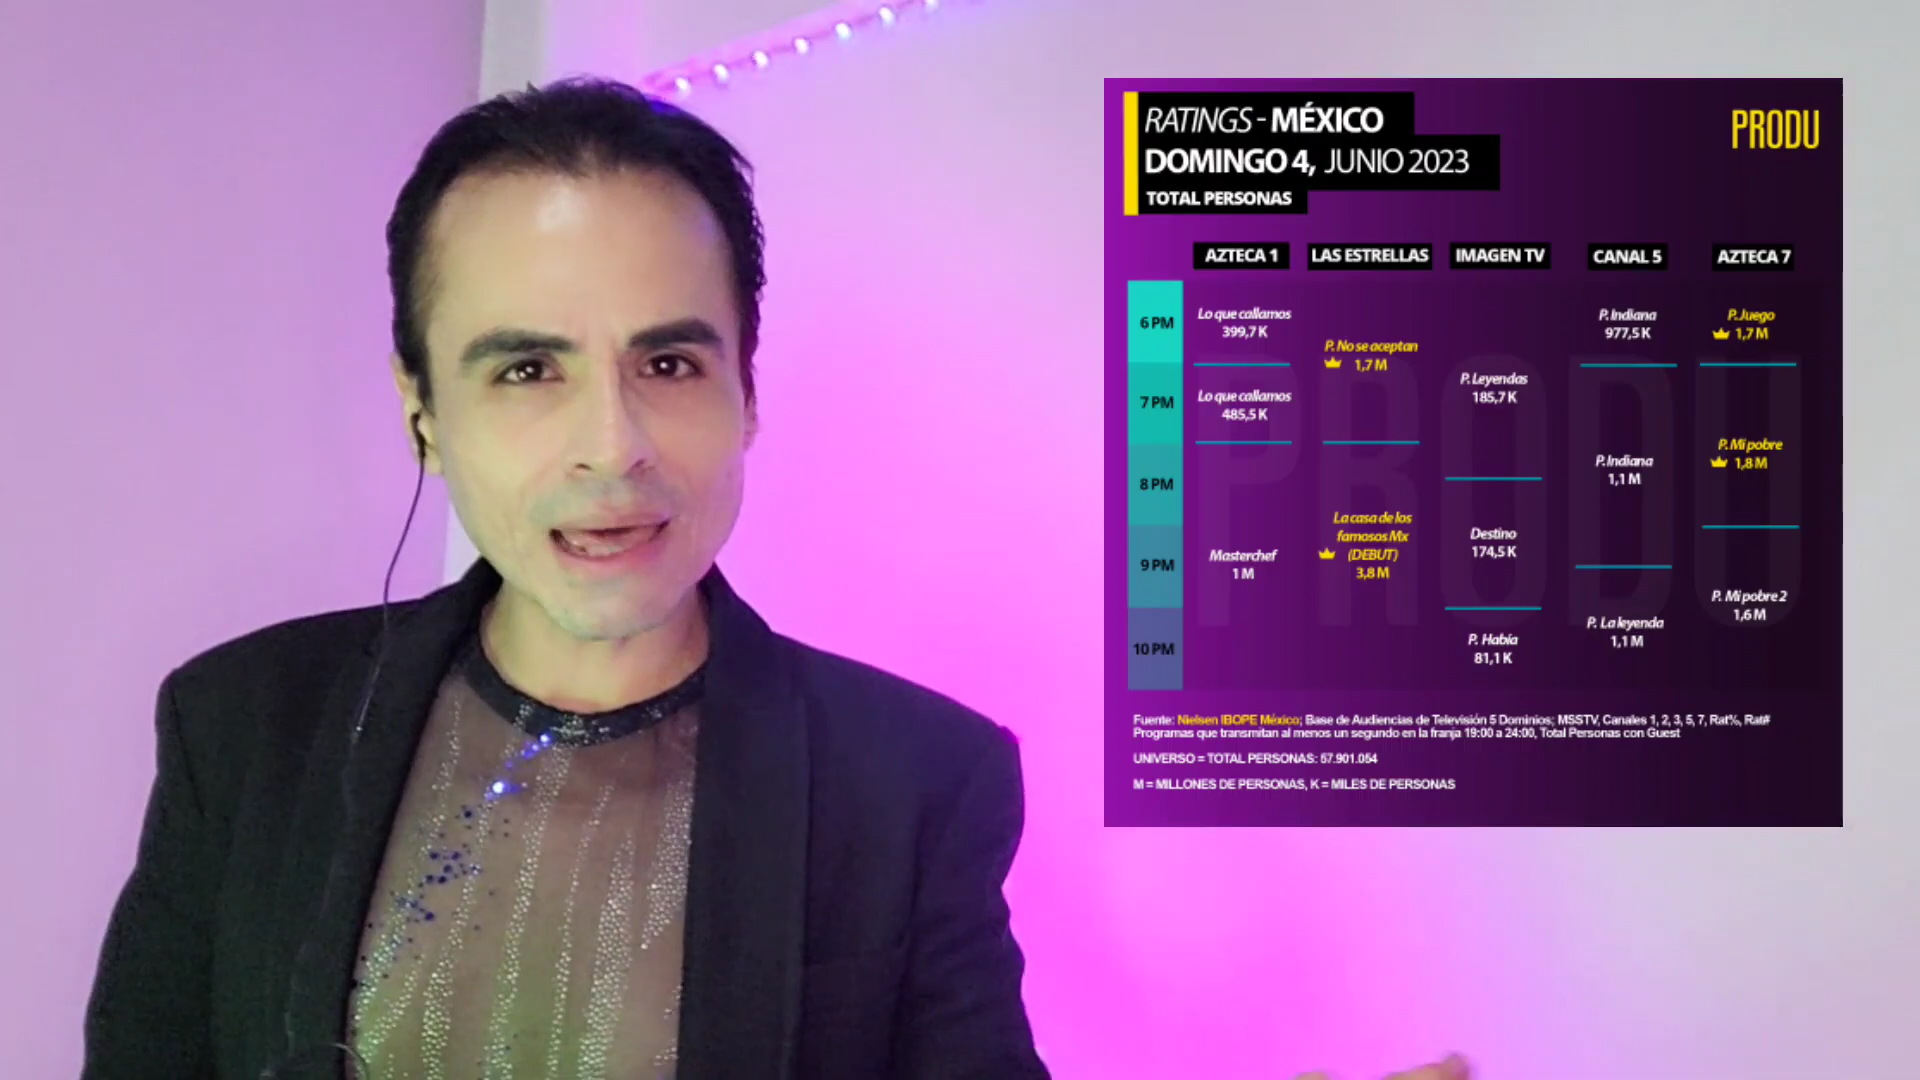 RATINGS - MÉXICO
DOMINGO 4, JUNIO 2023
TOTAL PERSONAS
PRODU
AZTECA 1
LAS ESTRELLAS
IMAGEN TV
CANAL 5
AZTECA 7
6 PM
7 PM
8 PM
9 PM
10 PM
Lo que callamos
399,7 K
Lo que callamos
485,5 K
Masterchef
1 M
P. No se aceptan
1,7 M
La casa de los
famosos Mx
(DEBUT)
3,8 M
P. Leyendas
185,7 K
Destino
174,5 K
P. Había
81,1 K
P. Indiana
977,5 K
P. Indiana
1,1 M
P. La leyenda
1,1 M
P. Juego
1,7 M
P. Mi pobre
1,8 M
P. Mi pobre 2
1,6 M
PRODU
Fuente: Nielsen IBOPE México; Base de Audiencias de Televisión 5 Dominios; MSSTV, Canales 1, 2, 3, 5, 7, Rat%, Rat#
Programas que transmitan al menos un segundo en la franja 19:00 a 24:00, Total Personas con Guest
UNIVERSO = TOTAL PERSONAS: 57.901.054
M = MILLONES DE PERSONAS, K = MILES DE PERSONAS